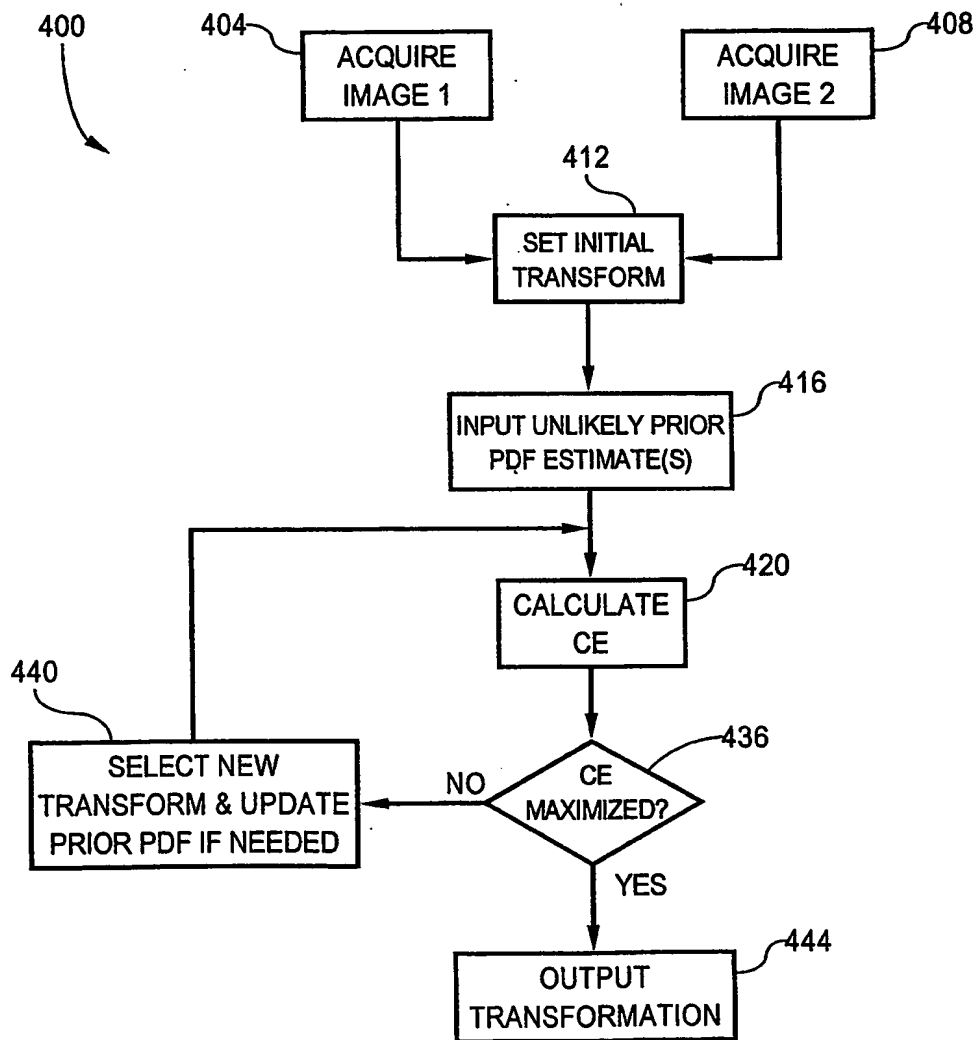 400
404
ACQUIRE
IMAGE 1
408
ACQUIRE
IMAGE 2
412
SET INITIAL
TRANSFORM
416
INPUT UNLIKELY PRIOR
PDF ESTIMATE(S)
420
CALCULATE
CE
440
SELECT NEW
TRANSFORM & UPDATE
PRIOR PDF IF NEEDED
NO
436
CE
MAXIMIZED?
YES
444
OUTPUT
TRANSFORMATION